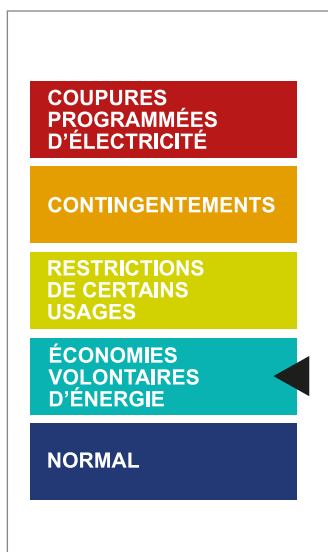 COUPURES
PROGRAMMÉES
D'ÉLECTRICITÉ
CONTINGENTEMENTS
RESTRICTIONS
DE CERTAINS
USAGES
ÉCONOMIES
VOLONTAIRES
D'ÉNERGIE
NORMAL